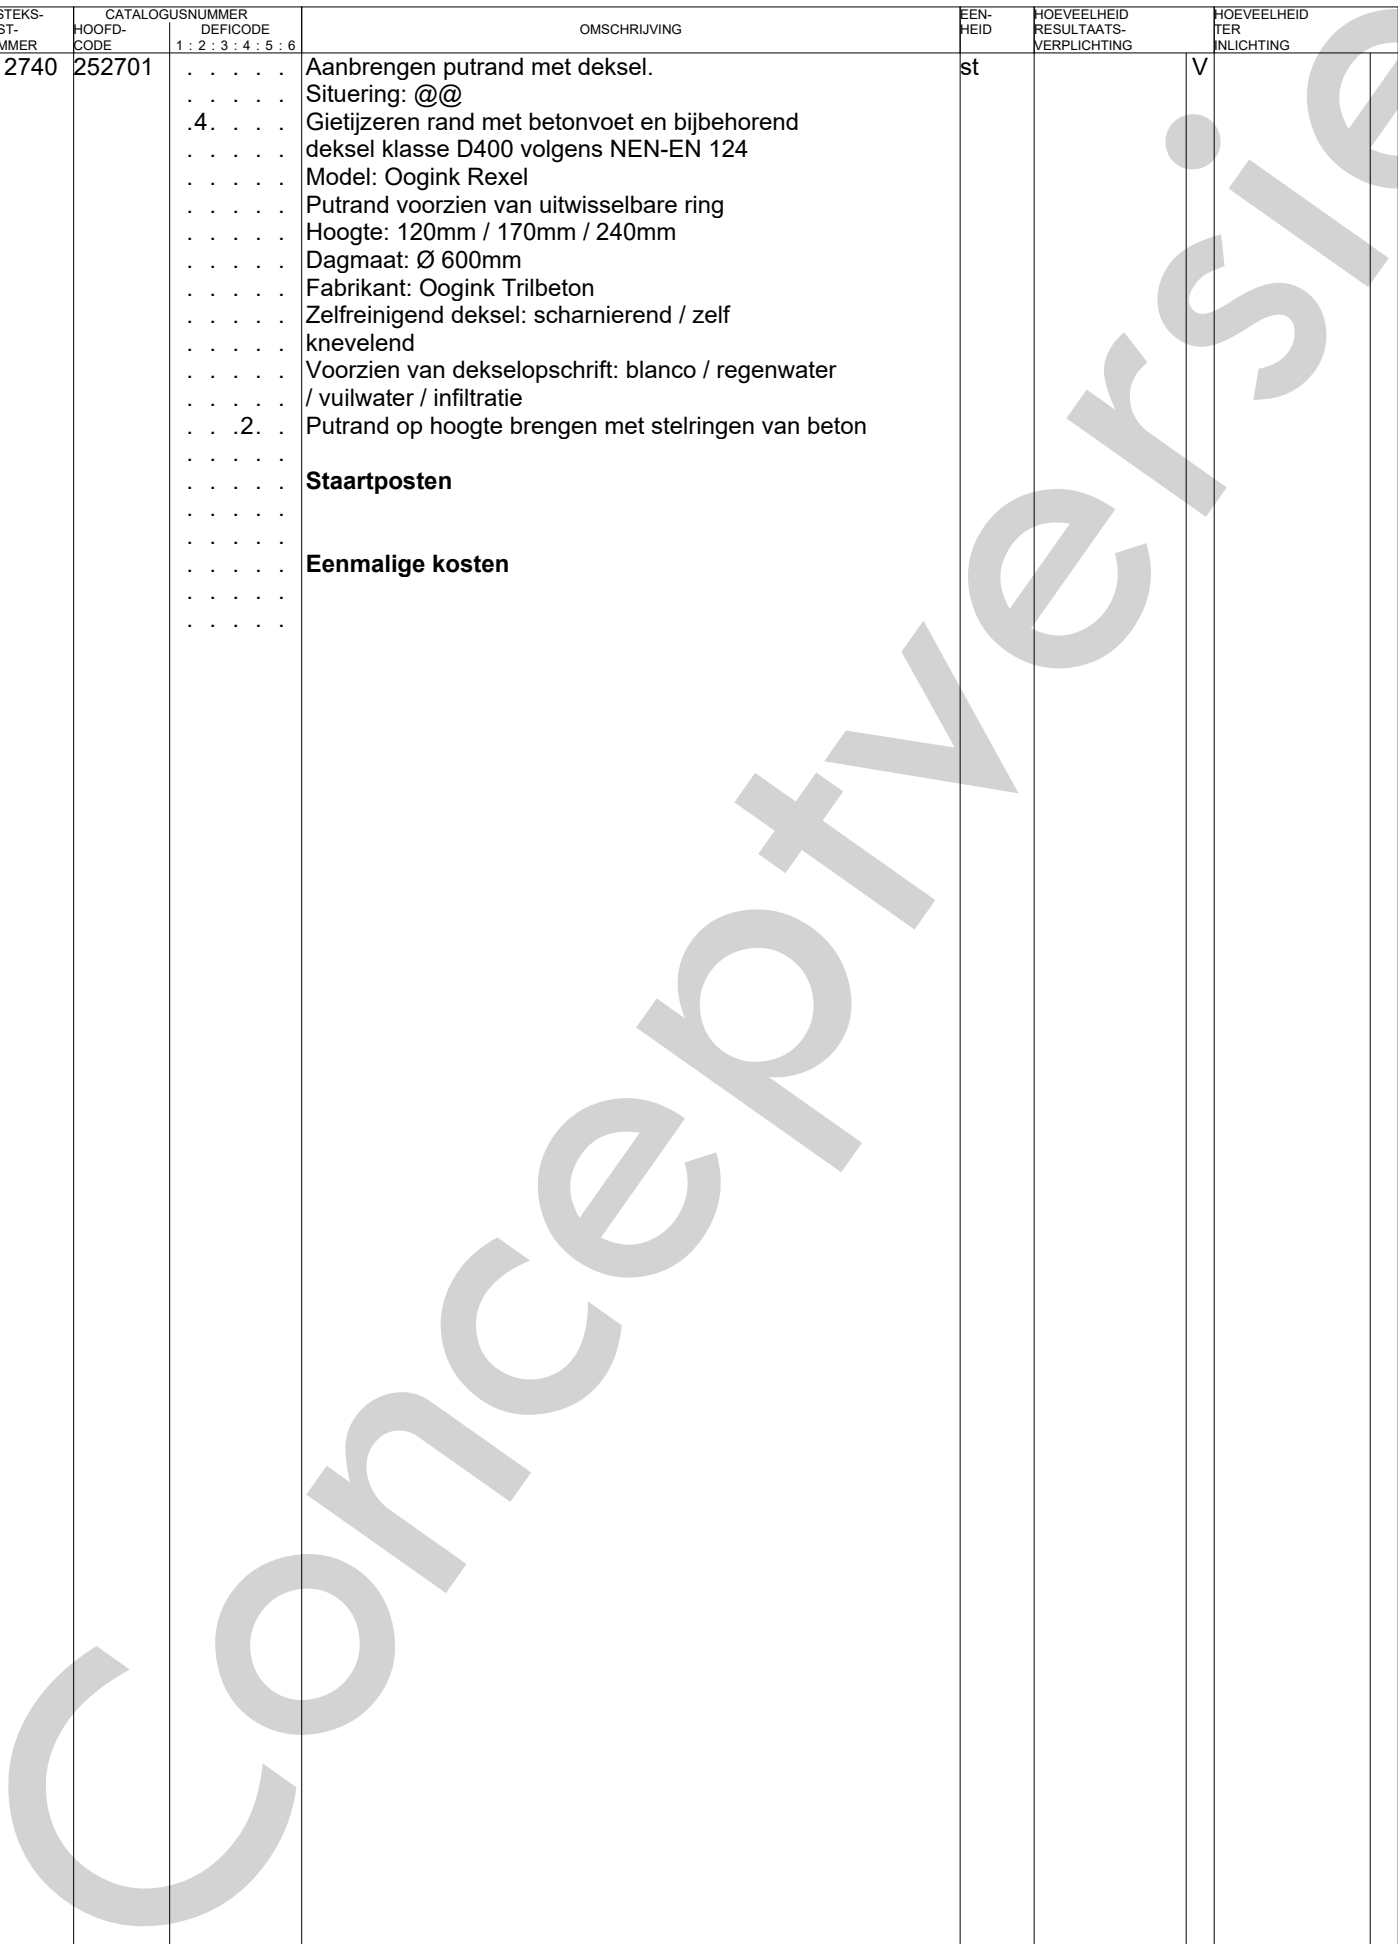 STEKS- CATALOGUSNUMMER EEN- HOEVEELHEID HOEVEELHEID
ST- HOOFD- DEFICODE OMSCHRIJVING HEID RESULTAATS- TER
MMER CODE 1 : 2 : 3 : 4 : 5 : 6 VERPLICHTING INLICHTING
2740 252701 . . . . . Aanbrengen putrand met deksel. st V
. . . . . Situering: @@
.4. . . . Gietijzeren rand met betonvoet en bijbehorend
. . . . . deksel klasse D400 volgens NEN-EN 124
. . . . . Model: Oogink Rexel
. . . . . Putrand voorzien van uitwisselbare ring
. . . . . Hoogte: 120mm / 170mm / 240mm
. . . . . Dagmaat: Ø 600mm
. . . . . Fabrikant: Oogink Trilbeton
. . . . . Zelfreinigend deksel: scharnierend / zelf
. . . . . knevelend
. . . . . Voorzien van dekselopschrift: blanco / regenwater
. . . . . / vuilwater / infiltratie
. . .2. . Putrand op hoogte brengen met stelringen van beton
. . . . .
. . . . . Staartposten
. . . . .
. . . . .
. . . . . Eenmalige kosten
. . . . .
. . . . .
Conceptversie